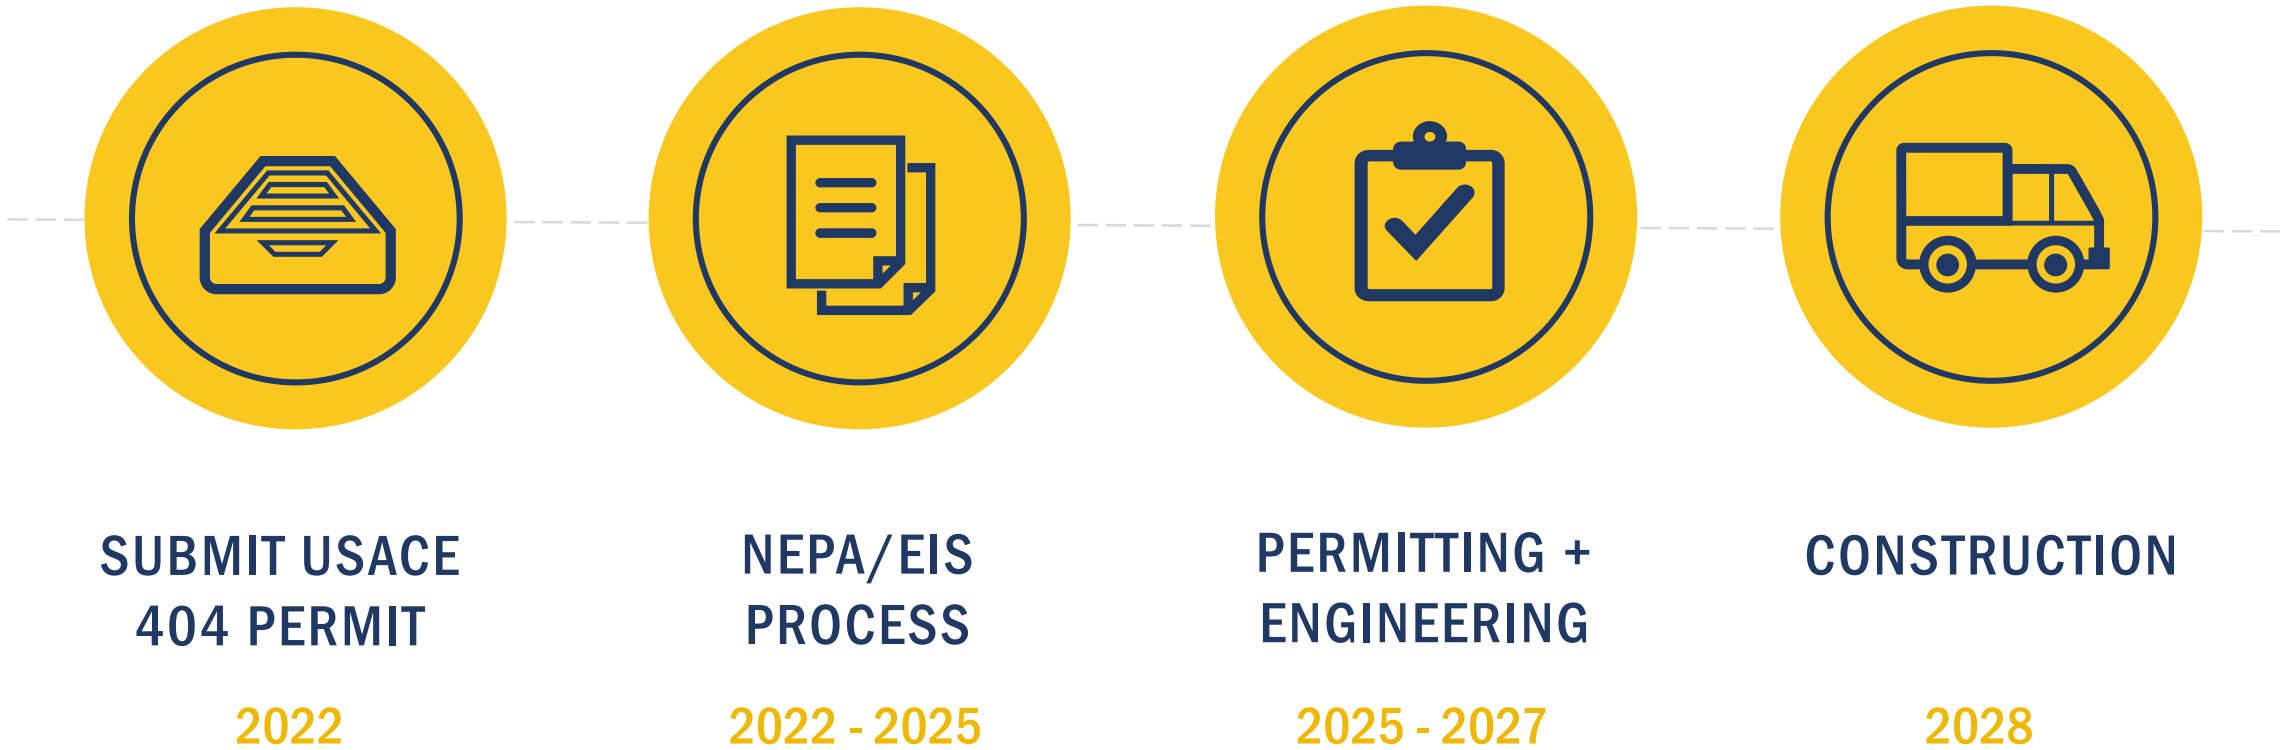 SUBMIT USACE
404 PERMIT
2022
NEPA/EIS
PROCESS
2022 - 2025
PERMITTING +
ENGINEERING
2025 - 2027
CONSTRUCTION
2028